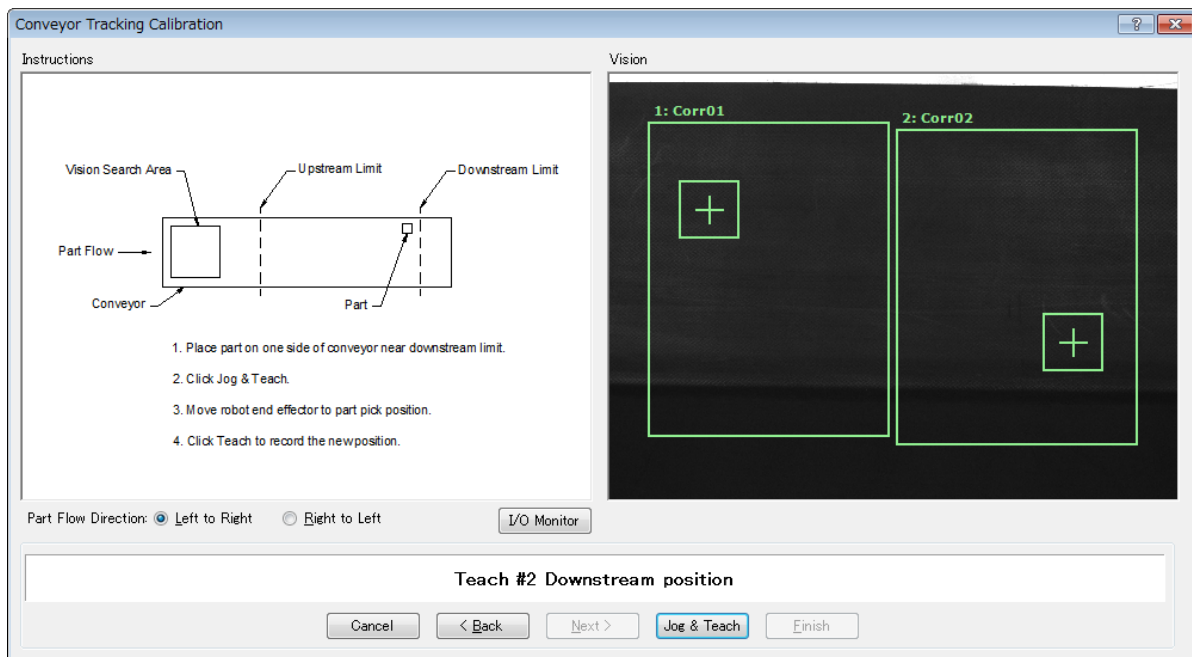 Conveyor Tracking Calibration
Instructions
Vision
Vision Search Area
Upstream Limit
Downstream Limit
Part Flow
Conveyor
Part
1. Place part on one side of conveyor near downstream limit.
2. Click Jog & Teach.
3. Move robot end effector to part pick position.
4. Click Teach to record the new position.
1: Corr01
2: Corr02
Part Flow Direction: Left to Right Right to Left
I/O Monitor
Teach #2 Downstream position
Cancel < Back Next > Jog & Teach Finish